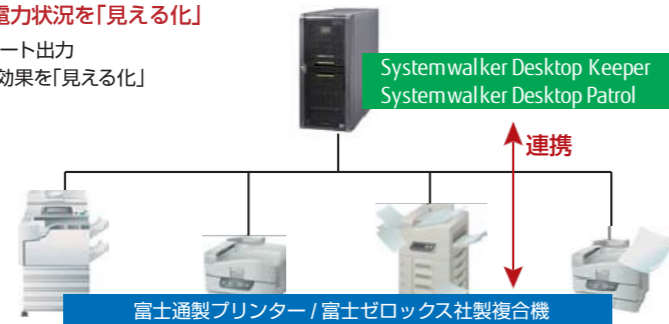 電力状況を「見える化」
ート出力
効果を「見える化」
Systemwalker Desktop Keeper
Systemwalker Desktop Patrol
連携
富士通製プリンター / 富士ゼロックス社製複合機